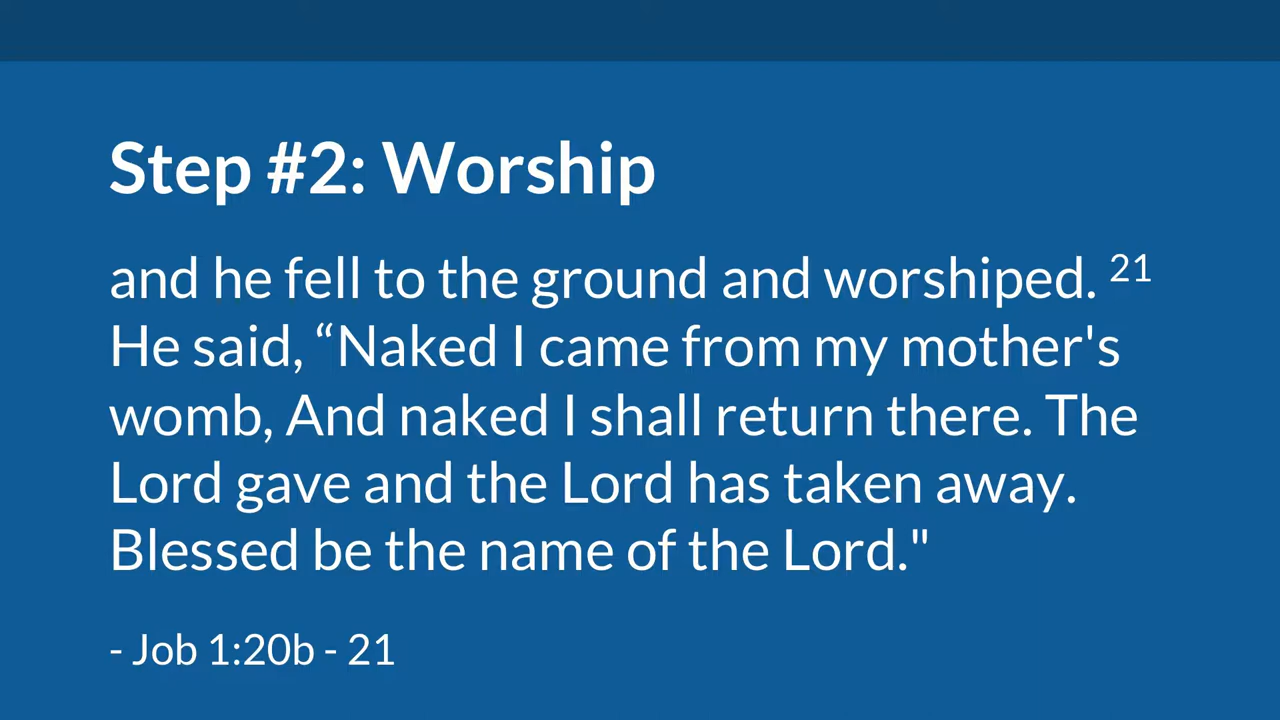 Step #2: Worship
and he fell to the ground and worshiped. 21
He said, “Naked I came from my mother's
womb, And naked I shall return there. The
Lord gave and the Lord has taken away.
Blessed be the name of the Lord."
- Job 1:20b - 21